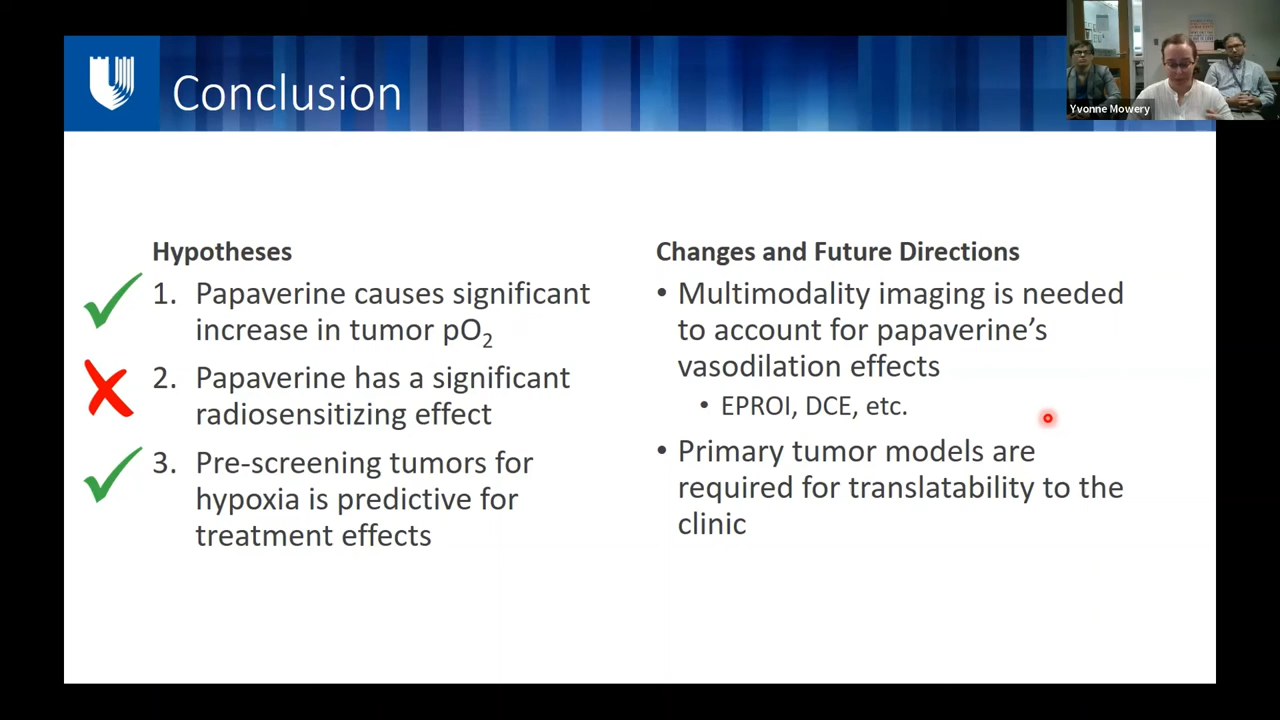 Conclusion
Yvonne Mowery
Hypotheses
1. Papaverine causes significant
increase in tumor pO₂
2. Papaverine has a significant
radiosensitizing effect
3. Pre-screening tumors for
hypoxia is predictive for
treatment effects
Changes and Future Directions
• Multimodality imaging is needed
to account for papaverine’s
vasodilation effects
• EPROI, DCE, etc.
• Primary tumor models are
required for translatability to the
clinic